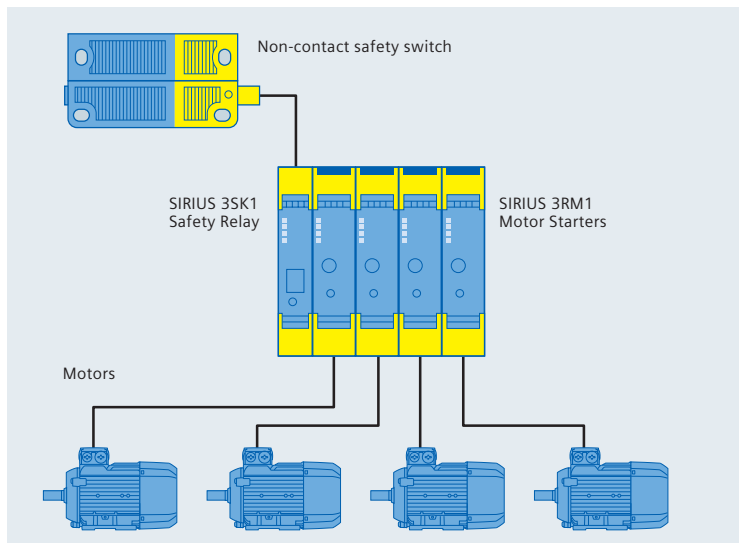 Non-contact safety switch
SIRIUS 3SK1
Safety Relay
SIRIUS 3RM1
Motor Starters
Motors